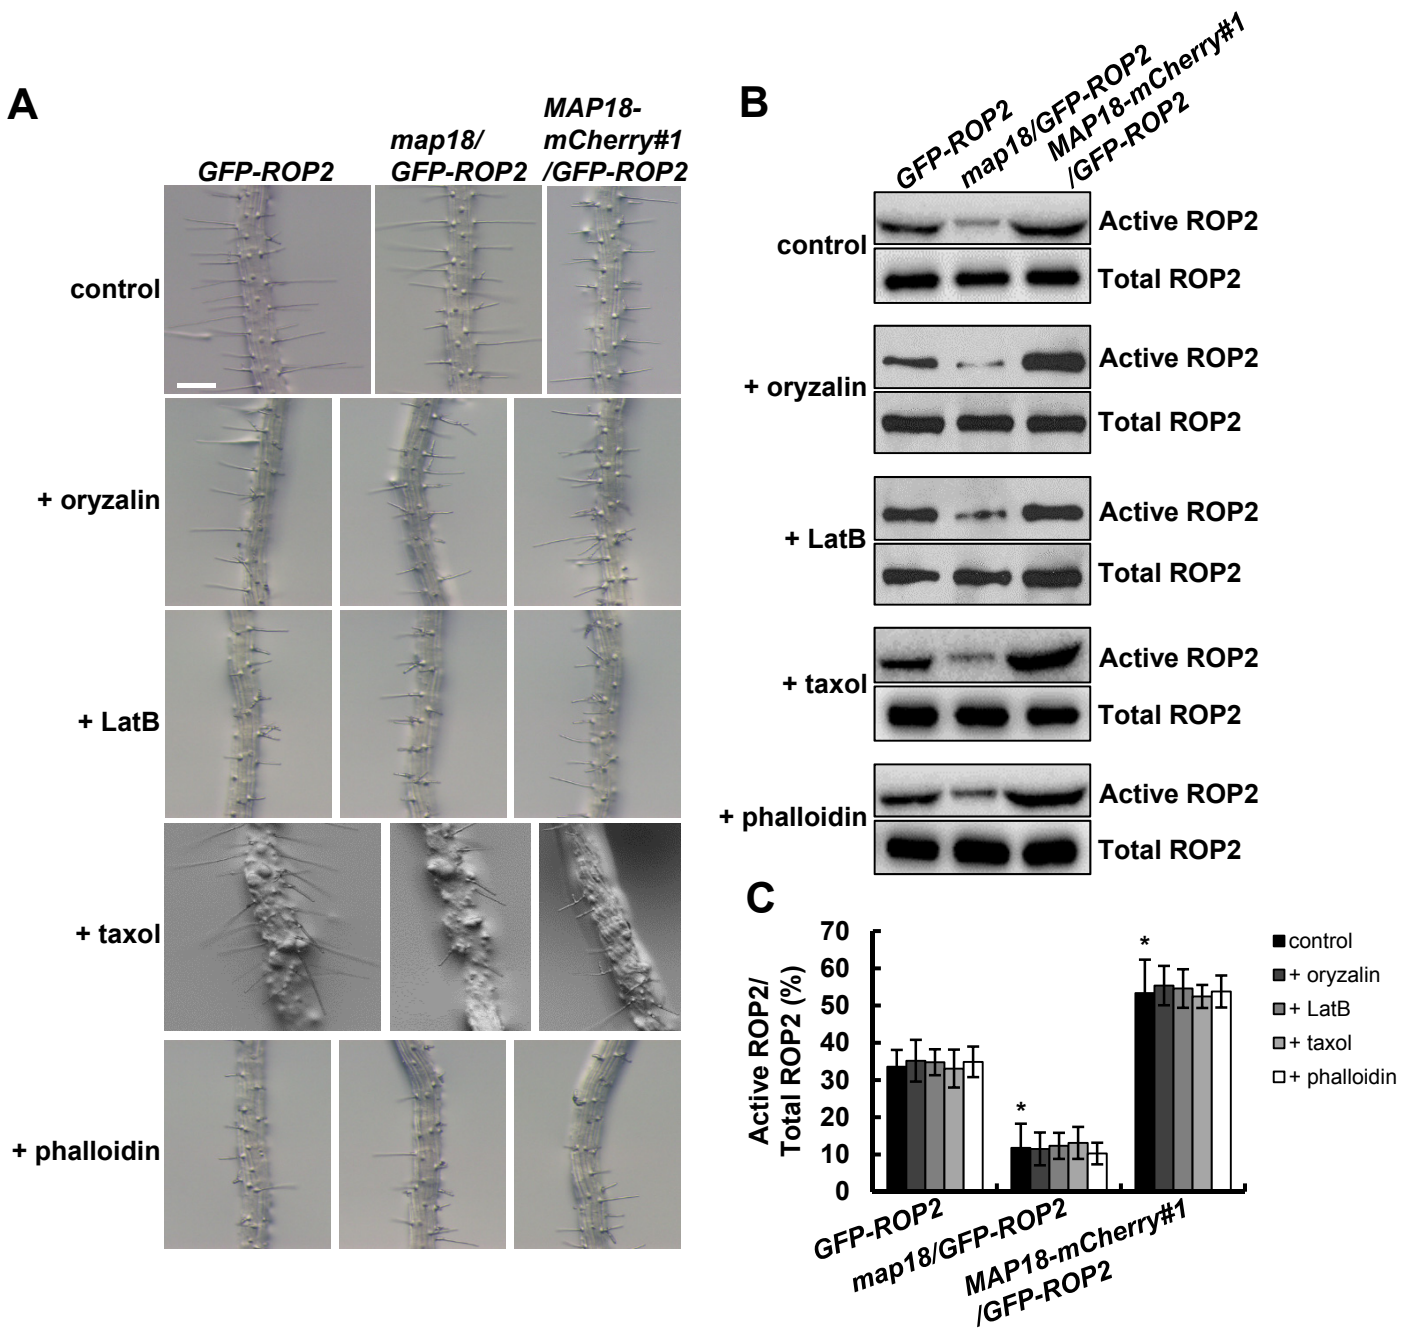 A
GFP-ROP2
map18/
GFP-ROP2
MAP18-
mCherry#1
/GFP-ROP2
control
+ oryzalin
+ LatB
+ taxol
+ phalloidin
B
GFP-ROP2
map18/GFP-ROP2
MAP18-mCherry#1
/GFP-ROP2
control
Active ROP2
Total ROP2
+ oryzalin
Active ROP2
Total ROP2
+ LatB
Active ROP2
Total ROP2
+ taxol
Active ROP2
Total ROP2
+ phalloidin
Active ROP2
Total ROP2
C
Active ROP2/
Total ROP2 (%)
70
60
50
40
30
20
10
0
*
*
control
+ oryzalin
+ LatB
+ taxol
+ phalloidin
GFP-ROP2
map18/GFP-ROP2
MAP18-mCherry#1
/GFP-ROP2